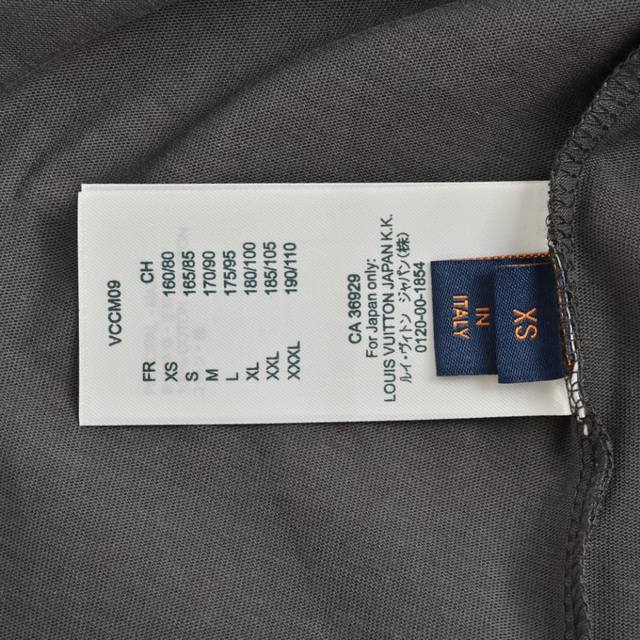 VCCM09
FR CH
XS 160/80
S 165/85
M 170/90
L 175/95
XL 180/100
XXL 185/105
XXXL 190/110
CA 36929
For Japan only:
LOUIS VUITTON JAPAN K.K.
ルイ・ヴィトン ジャパン(株)
0120-00-1854
IN
ITALY
XS